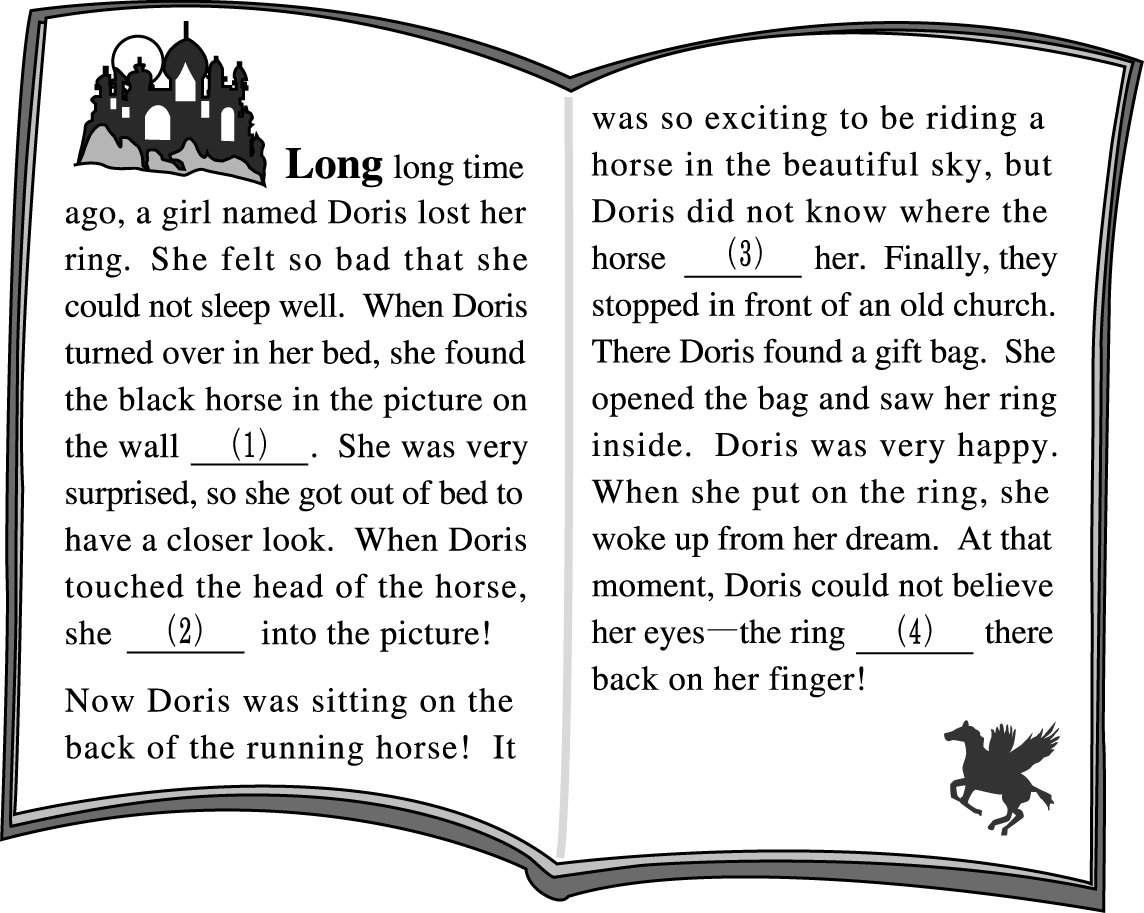 Long long time
ago, a girl named Doris lost her
ring. She felt so bad that she
could not sleep well. When Doris
turned over in her bed, she found
the black horse in the picture on
the wall (1) . She was very
surprised, so she got out of bed to
have a closer look. When Doris
touched the head of the horse,
she (2) into the picture!
Now Doris was sitting on the
back of the running horse! It
was so exciting to be riding a
horse in the beautiful sky, but
Doris did not know where the
horse (3) her. Finally, they
stopped in front of an old church.
There Doris found a gift bag. She
opened the bag and saw her ring
inside. Doris was very happy.
When she put on the ring, she
woke up from her dream. At that
moment, Doris could not believe
her eyes—the ring (4) there
back on her finger!